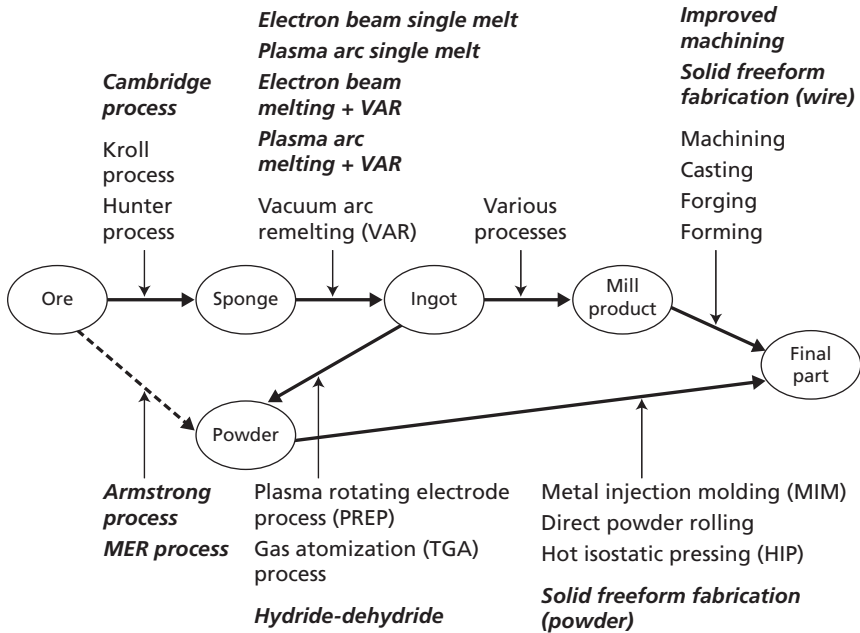 Electron beam single melt
Plasma arc single melt
Electron beam
melting + VAR
Plasma arc
melting + VAR
Vacuum arc
remelting (VAR)
Cambridge
process
Kroll
process
Hunter
process
Various
processes
Improved
machining
Solid freeform
fabrication (wire)
Machining
Casting
Forging
Forming
Ore
Sponge
Ingot
Mill
product
Final
part
Powder
Armstrong
process
MER process
Plasma rotating electrode
process (PREP)
Gas atomization (TGA)
process
Hydride-dehydride
Metal injection molding (MIM)
Direct powder rolling
Hot isostatic pressing (HIP)
Solid freeform fabrication
(powder)